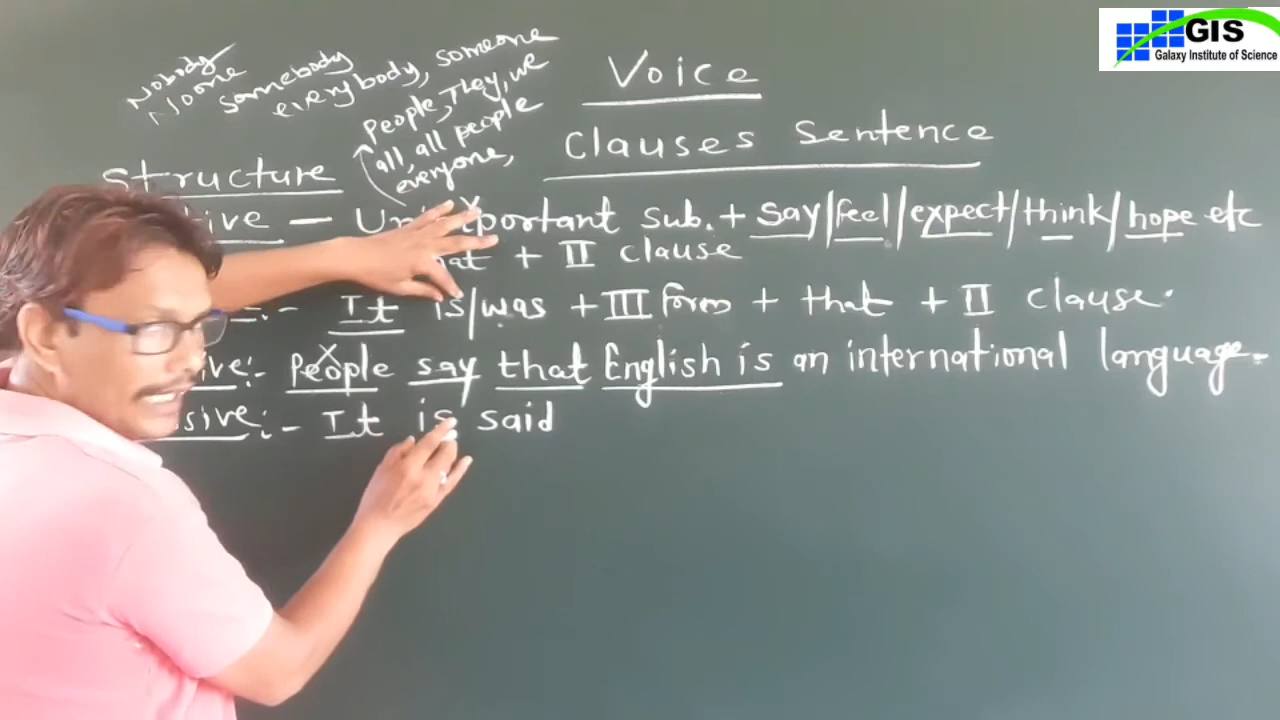 GIS
Galaxy Institute of Science
Nobody
No one
somebody
everybody, someone
People, They, we
all, all people
everyone,
Voice
Clauses Sentence
Structure
sub. + say/feel/expect/think/hope etc
+ II clause
It is/was + III form + that + II clause.
People say that English is an international language.
It is said